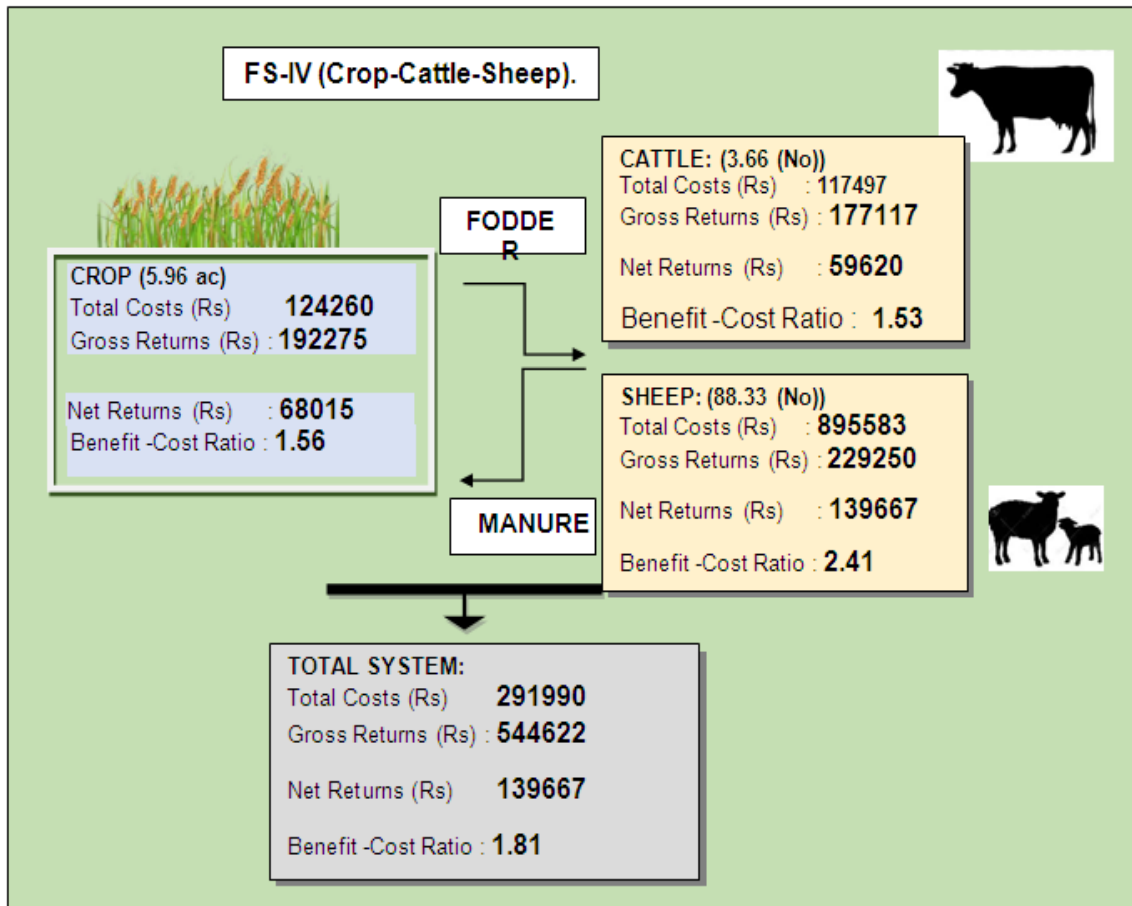 FS-IV (Crop-Cattle-Sheep).
CATTLE: (3.66 (No))
Total Costs (Rs) : 117497
Gross Returns (Rs) : 177117
Net Returns (Rs) : 59620
Benefit -Cost Ratio : 1.53
FODDE
R
CROP (5.96 ac)
Total Costs (Rs) 124260
Gross Returns (Rs) : 192275
Net Returns (Rs) : 68015
Benefit -Cost Ratio : 1.56
SHEEP: (88.33 (No))
Total Costs (Rs) : 895583
Gross Returns (Rs) : 229250
Net Returns (Rs) : 139667
Benefit -Cost Ratio : 2.41
MANURE
TOTAL SYSTEM:
Total Costs (Rs) 291990
Gross Returns (Rs) : 544622
Net Returns (Rs) 139667
Benefit -Cost Ratio : 1.81